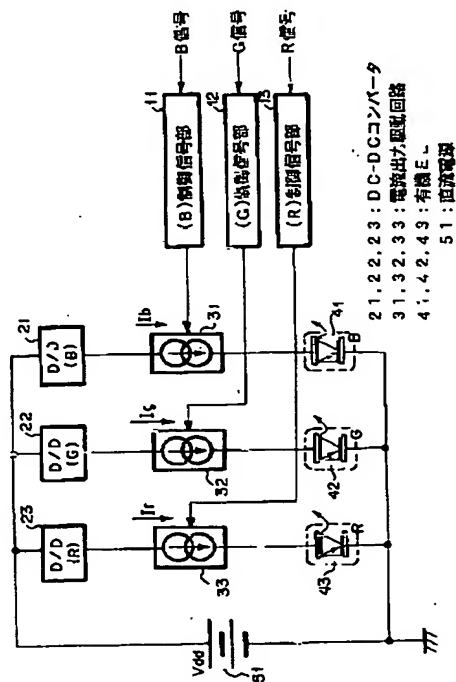 B信号
G信号
R信号
11
(B)制御信号部
12
(G)制御信号部
13
(R)制御信号部
21
D/D
(B)
22
D/D
(G)
23
D/D
(R)
Ib
31
Ig
32
Ir
33
41
B
42
G
43
R
Vdd
51
21,22,23:DC-DCコンバータ
31,32,33:電流出力駆動回路
41,42,43:有機EL
51:直流電源